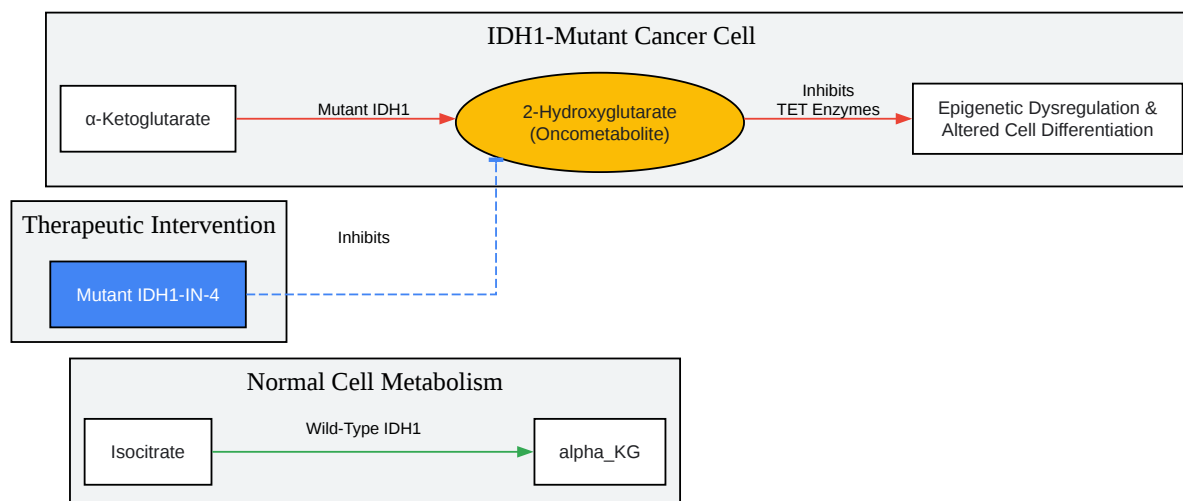 IDH1-Mutant Cancer Cell
α-Ketoglutarate
Mutant IDH1
2-Hydroxyglutarate
(Oncometabolite)
Inhibits
TET Enzymes
Epigenetic Dysregulation &
Altered Cell Differentiation
Therapeutic Intervention
Mutant IDH1-IN-4
Inhibits
Normal Cell Metabolism
Isocitrate
Wild-Type IDH1
alpha_KG